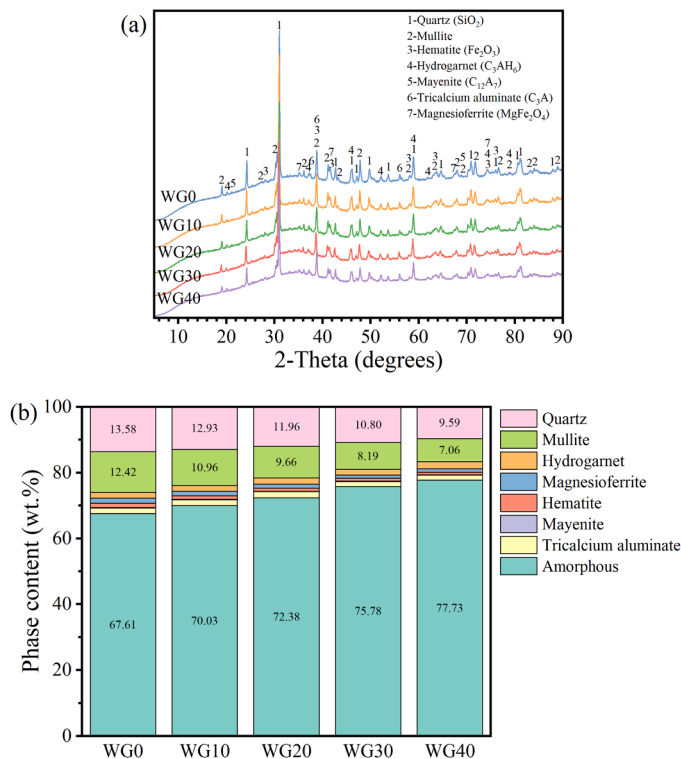 (a)
1-Quartz (SiO₂)
2-Mullite
3-Hematite (Fe₂O₃)
4-Hydrogarnet (C₃AH₆)
5-Mayenite (C₁₂A₇)
6-Tricalcium aluminate (C₃A)
7-Magnesioferrite (MgFe₂O₄)
WG0
WG10
WG20
WG30
WG40
10 20 30 40 50 60 70 80 90
2-Theta (degrees)
(b)
Phase content (wt.%)
100
80
60
40
20
0
13.58 12.93 11.96 10.80 9.59
12.42 10.96 9.66 8.19 7.06
67.61 70.03 72.38 75.78 77.73
WG0 WG10 WG20 WG30 WG40
Quartz
Mullite
Hydrogarnet
Magnesioferrite
Hematite
Mayenite
Tricalcium aluminate
Amorphous